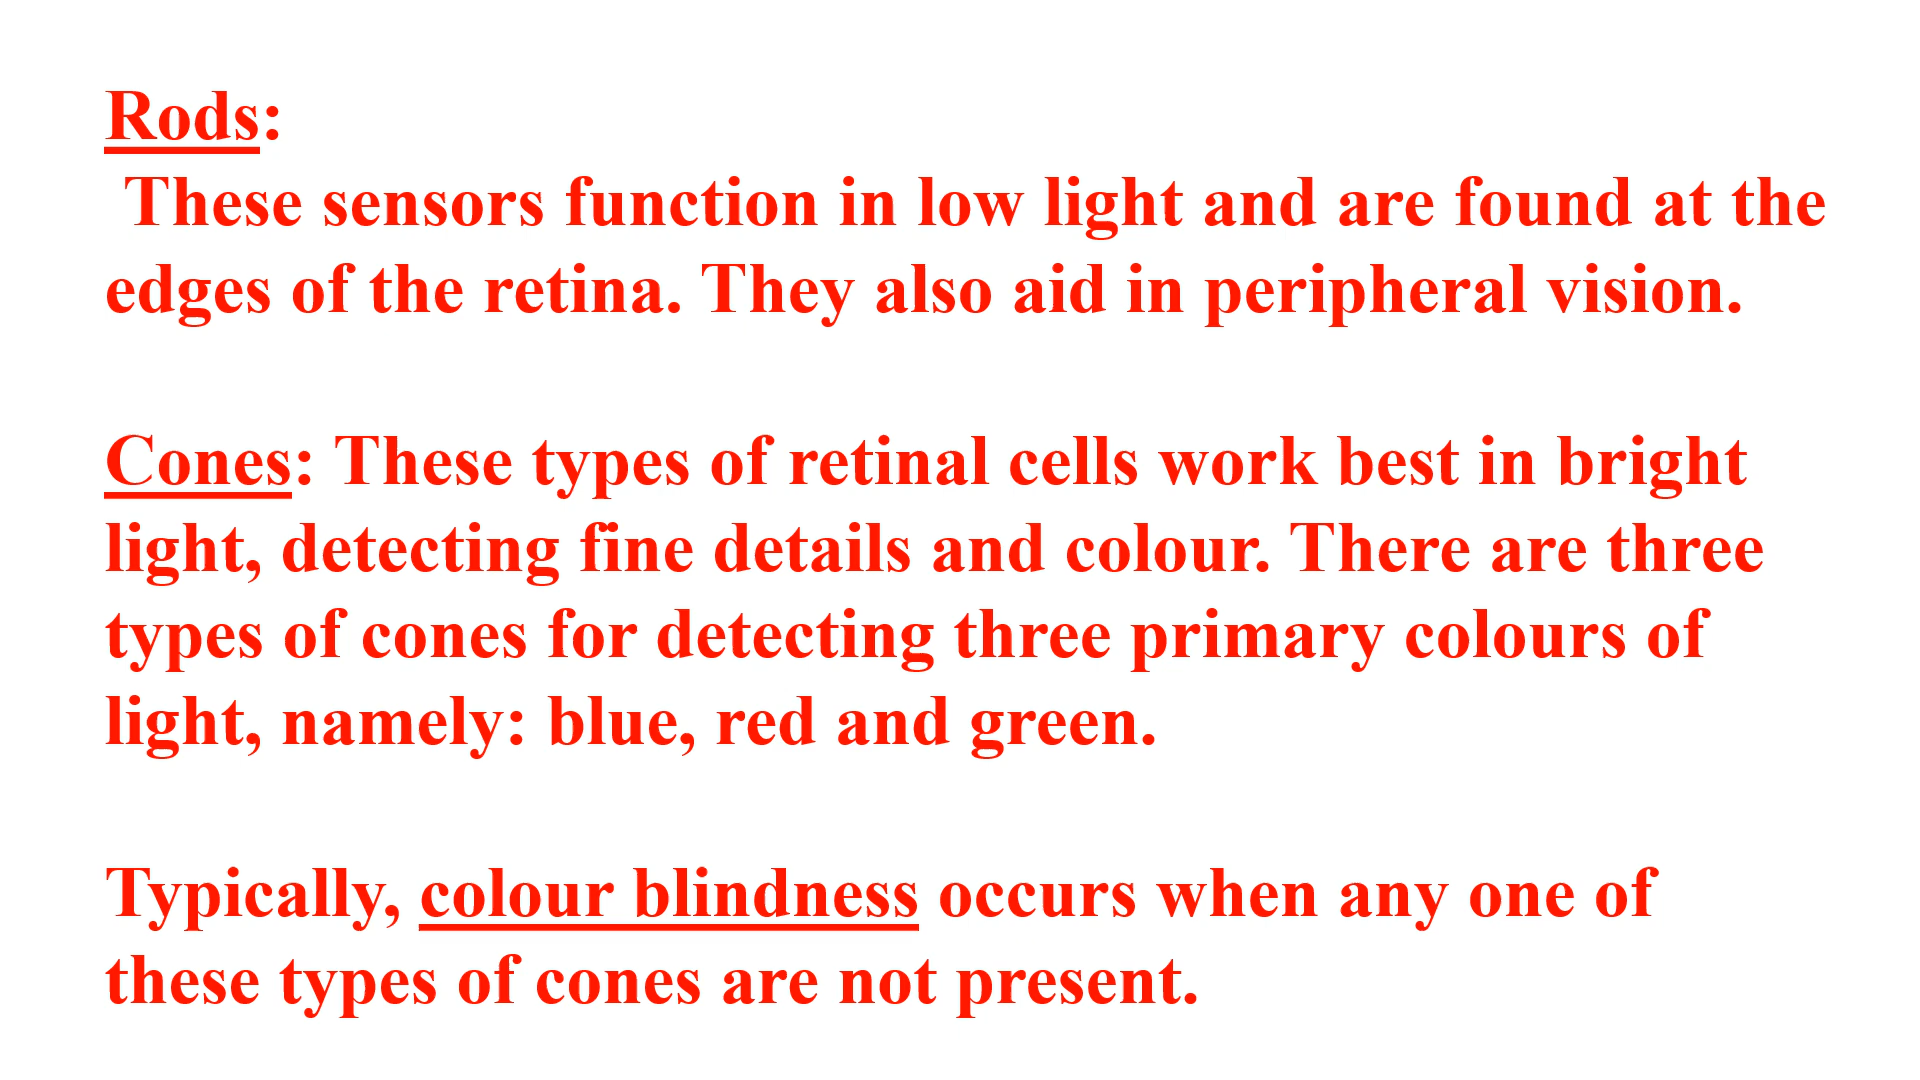 Rods:
These sensors function in low light and are found at the
edges of the retina. They also aid in peripheral vision.
Cones: These types of retinal cells work best in bright
light, detecting fine details and colour. There are three
types of cones for detecting three primary colours of
light, namely: blue, red and green.
Typically, colour blindness occurs when any one of
these types of cones are not present.